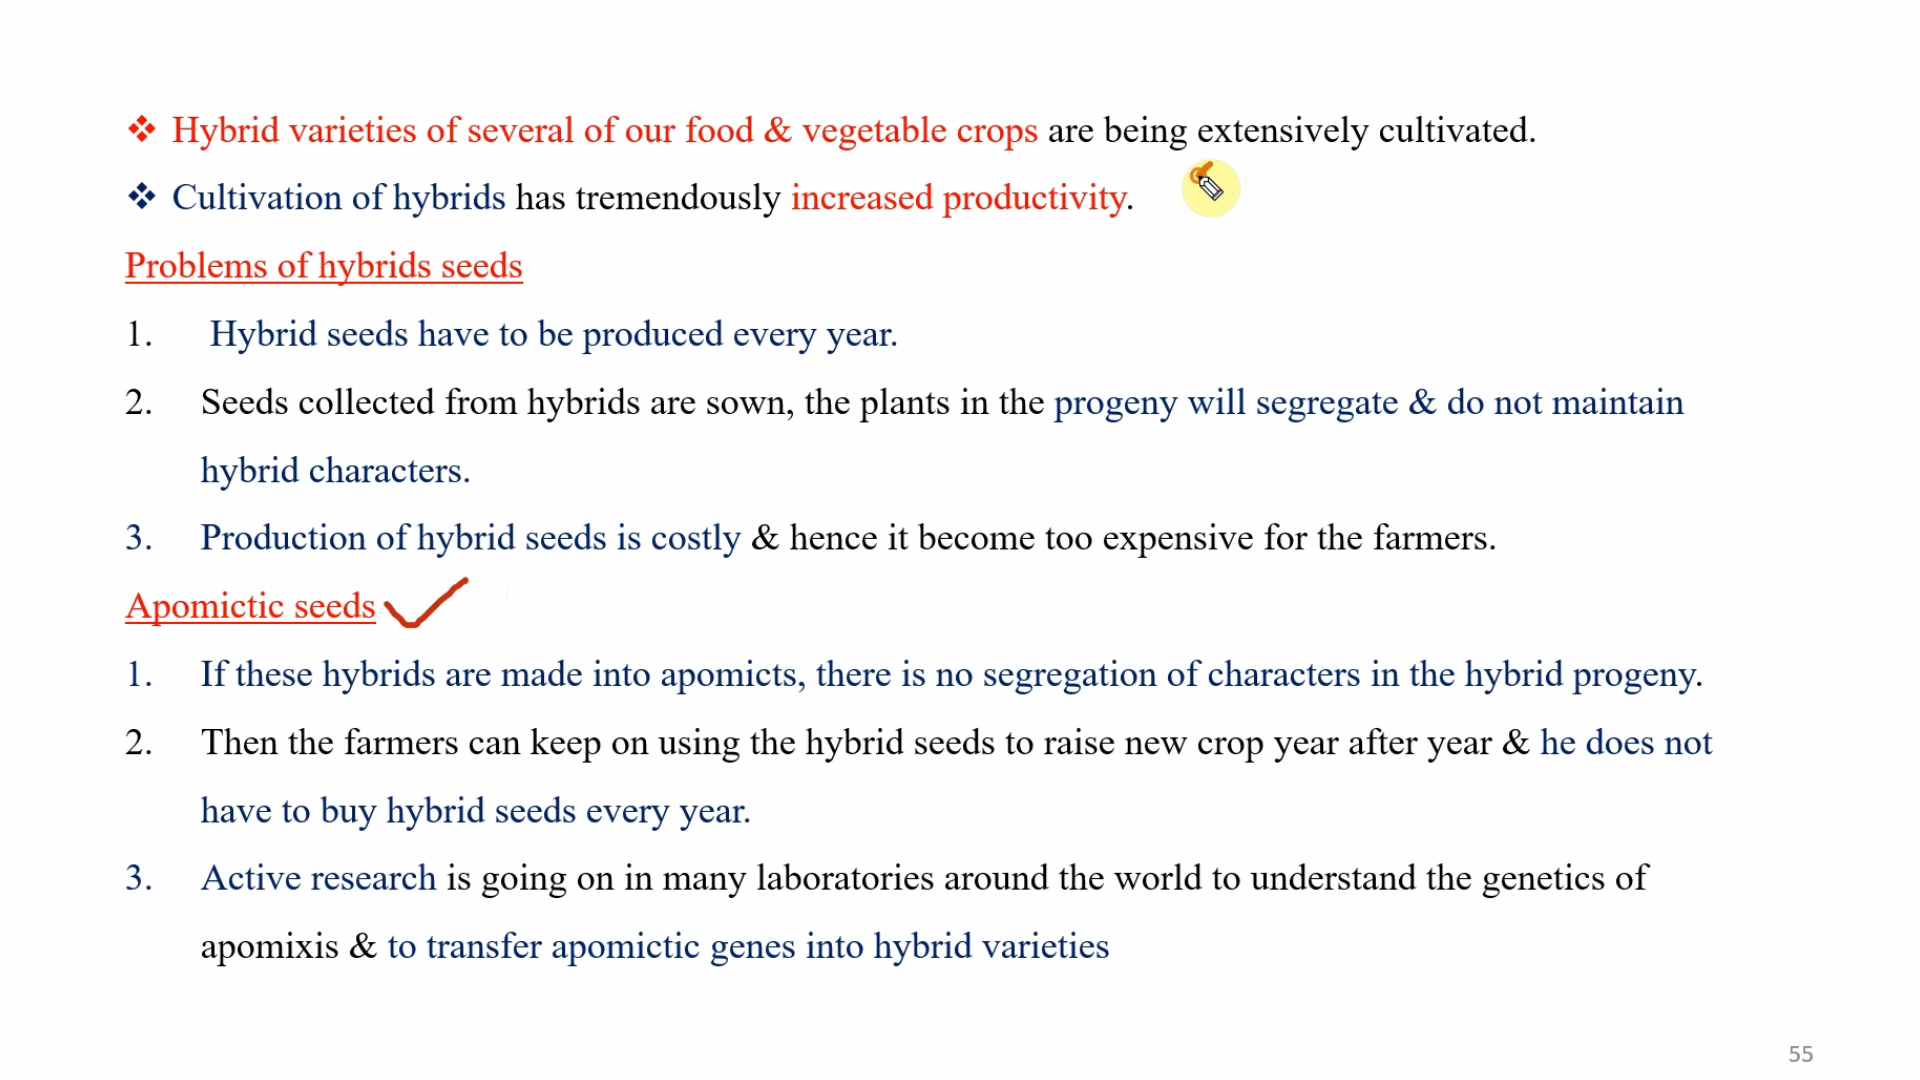 ❖ Hybrid varieties of several of our food & vegetable crops are being extensively cultivated.
❖ Cultivation of hybrids has tremendously increased productivity.
Problems of hybrids seeds
1. Hybrid seeds have to be produced every year.
2. Seeds collected from hybrids are sown, the plants in the progeny will segregate & do not maintain
hybrid characters.
3. Production of hybrid seeds is costly & hence it become too expensive for the farmers.
Apomictic seeds
1. If these hybrids are made into apomicts, there is no segregation of characters in the hybrid progeny.
2. Then the farmers can keep on using the hybrid seeds to raise new crop year after year & he does not
have to buy hybrid seeds every year.
3. Active research is going on in many laboratories around the world to understand the genetics of
apomixis & to transfer apomictic genes into hybrid varieties
55